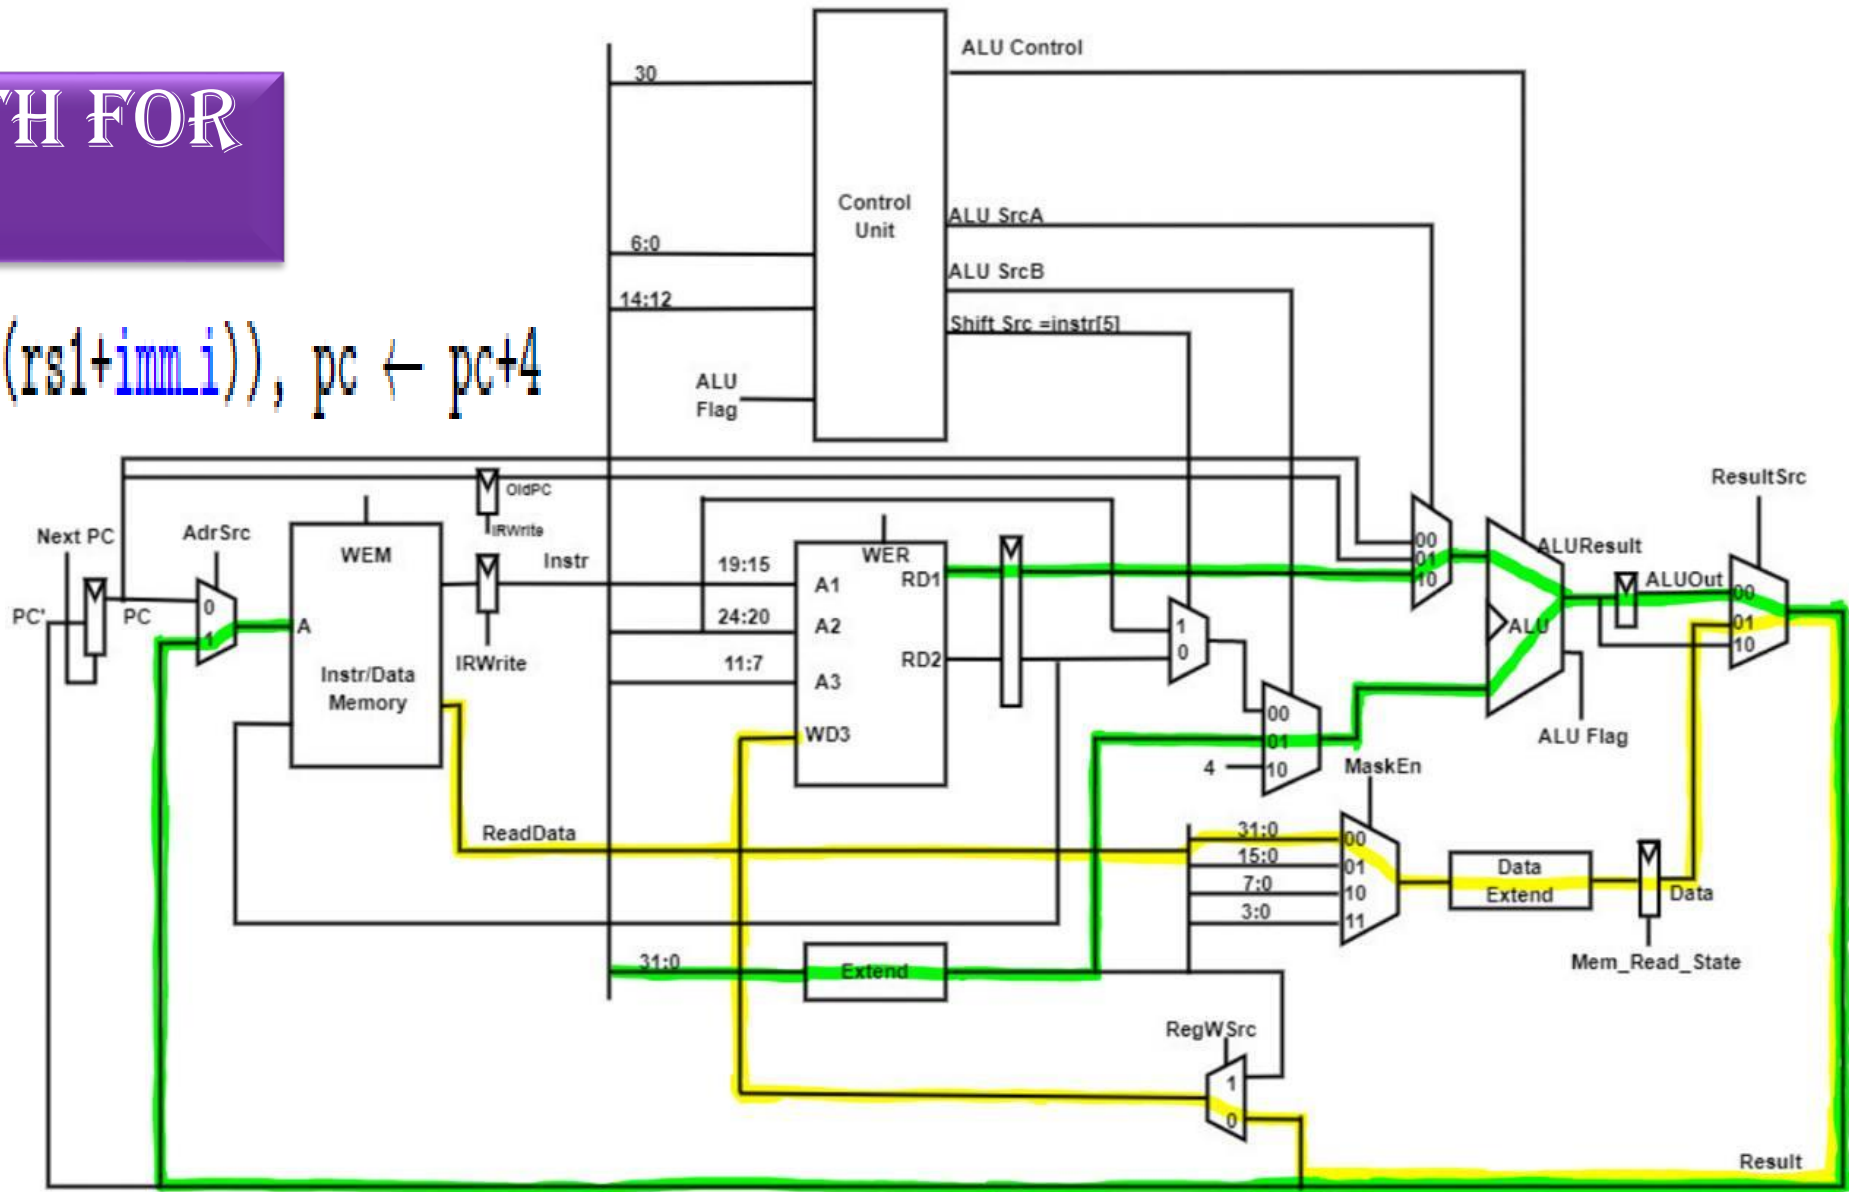 TH FOR
(rs1+imm_i)), pc ← pc+4
ALU Control
30
Control
Unit
ALU SrcA
6:0
ALU SrcB
14:12
Shift Src =instr[5]
ALU
Flag
ResultSrc
OldPC
IRWrite
Next PC
AdrSrc
WEM
Instr
19:15
WER
A1
RD1
00
01
10
ALUResult
ALUOut
00
PC'
PC
0
1
A
24:20
A2
1
0
ALU
01
10
IRWrite
Instr/Data
Memory
11:7
A3
RD2
00
01
4
10
WD3
ALU Flag
MaskEn
ReadData
31:0
15:0
7:0
3:0
00
01
10
11
Data
Extend
Data
31:0
Extend
Mem_Read_State
RegWSrc
1
0
Result